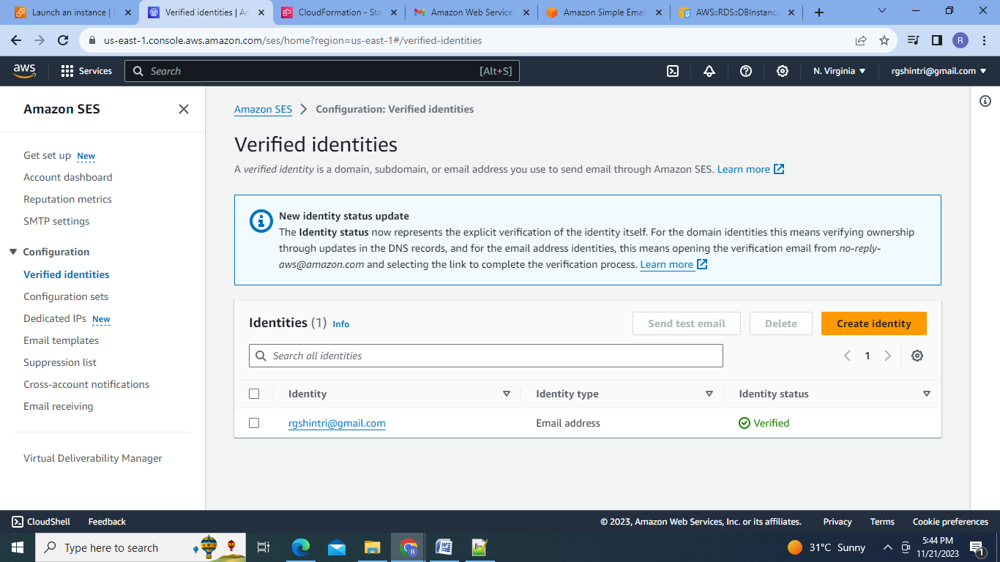 Launch an instance | E
Verified identities | Am
CloudFormation - Sta
Amazon Web Service
Amazon Simple Email
AWS::RDS::DBInstance
us-east-1.console.aws.amazon.com/ses/home?region=us-east-1#/verified-identities
R
aws
Services
Search
[Alt+S]
N. Virginia
rgshintri@gmail.com
Amazon SES
Get set up New
Account dashboard
Reputation metrics
SMTP settings
Configuration
Verified identities
Configuration sets
Dedicated IPs New
Email templates
Suppression list
Cross-account notifications
Email receiving
Virtual Deliverability Manager
Amazon SES > Configuration: Verified identities
Verified identities
A verified identity is a domain, subdomain, or email address you use to send email through Amazon SES. Learn more
New identity status update
The Identity status now represents the explicit verification of the identity itself. For the domain identities this means verifying ownership
through updates in the DNS records, and for the email address identities, this means opening the verification email from no-reply-
aws@amazon.com and selecting the link to complete the verification process. Learn more
Identities (1) Info
Send test email
Delete
Create identity
Search all identities
1
Identity
Identity type
Identity status
rgshintri@gmail.com
Email address
Verified
CloudShell
Feedback
© 2023, Amazon Web Services, Inc. or its affiliates.
Privacy
Terms
Cookie preferences
Type here to search
31°C Sunny
5:44 PM
11/21/2023
1